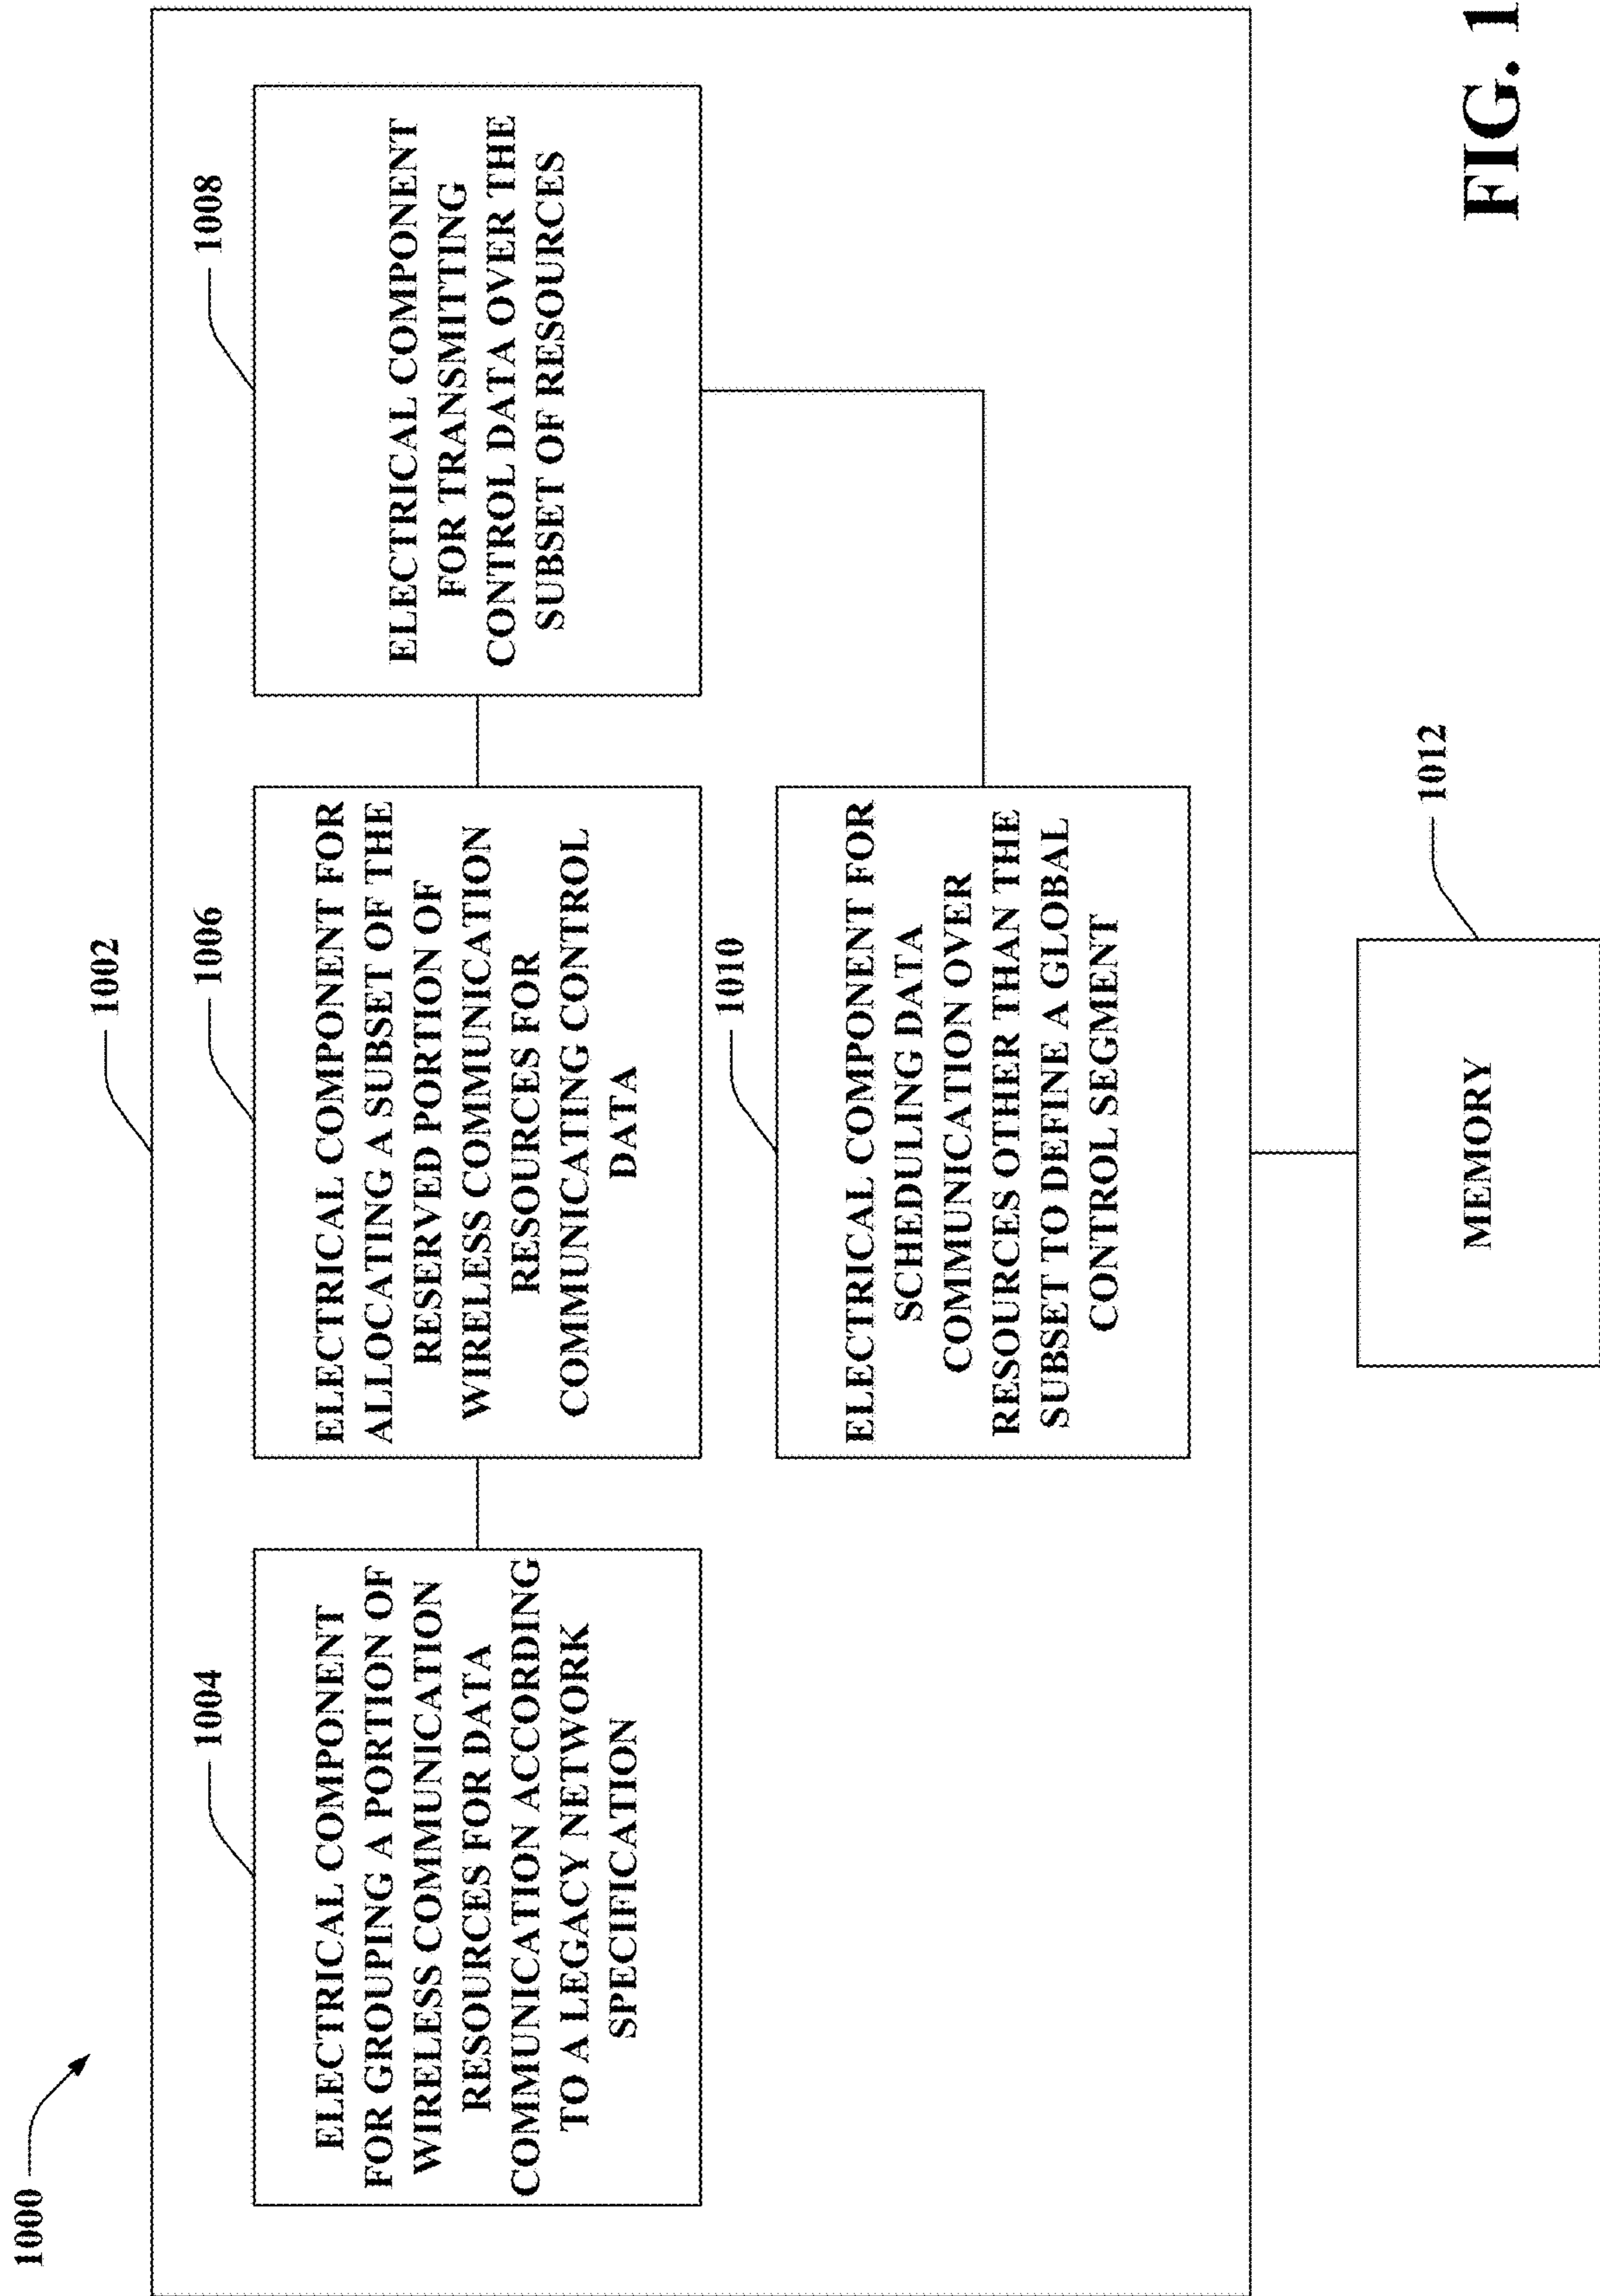 1000
1002
1004
ELECTRICAL COMPONENT
FOR GROUPING A PORTION OF
WIRELESS COMMUNICATION
RESOURCES FOR DATA
COMMUNICATION ACCORDING
TO A LEGACY NETWORK
SPECIFICATION
1006
ELECTRICAL COMPONENT FOR
ALLOCATING A SUBSET OF THE
RESERVED PORTION OF
WIRELESS COMMUNICATION
RESOURCES FOR
COMMUNICATING CONTROL
DATA
1008
ELECTRICAL COMPONENT
FOR TRANSMITTING
CONTROL DATA OVER THE
SUBSET OF RESOURCES
1010
ELECTRICAL COMPONENT FOR
SCHEDULING DATA
COMMUNICATION OVER
RESOURCES OTHER THAN THE
SUBSET TO DEFINE A GLOBAL
CONTROL SEGMENT
1012
MEMORY
FIG. 1